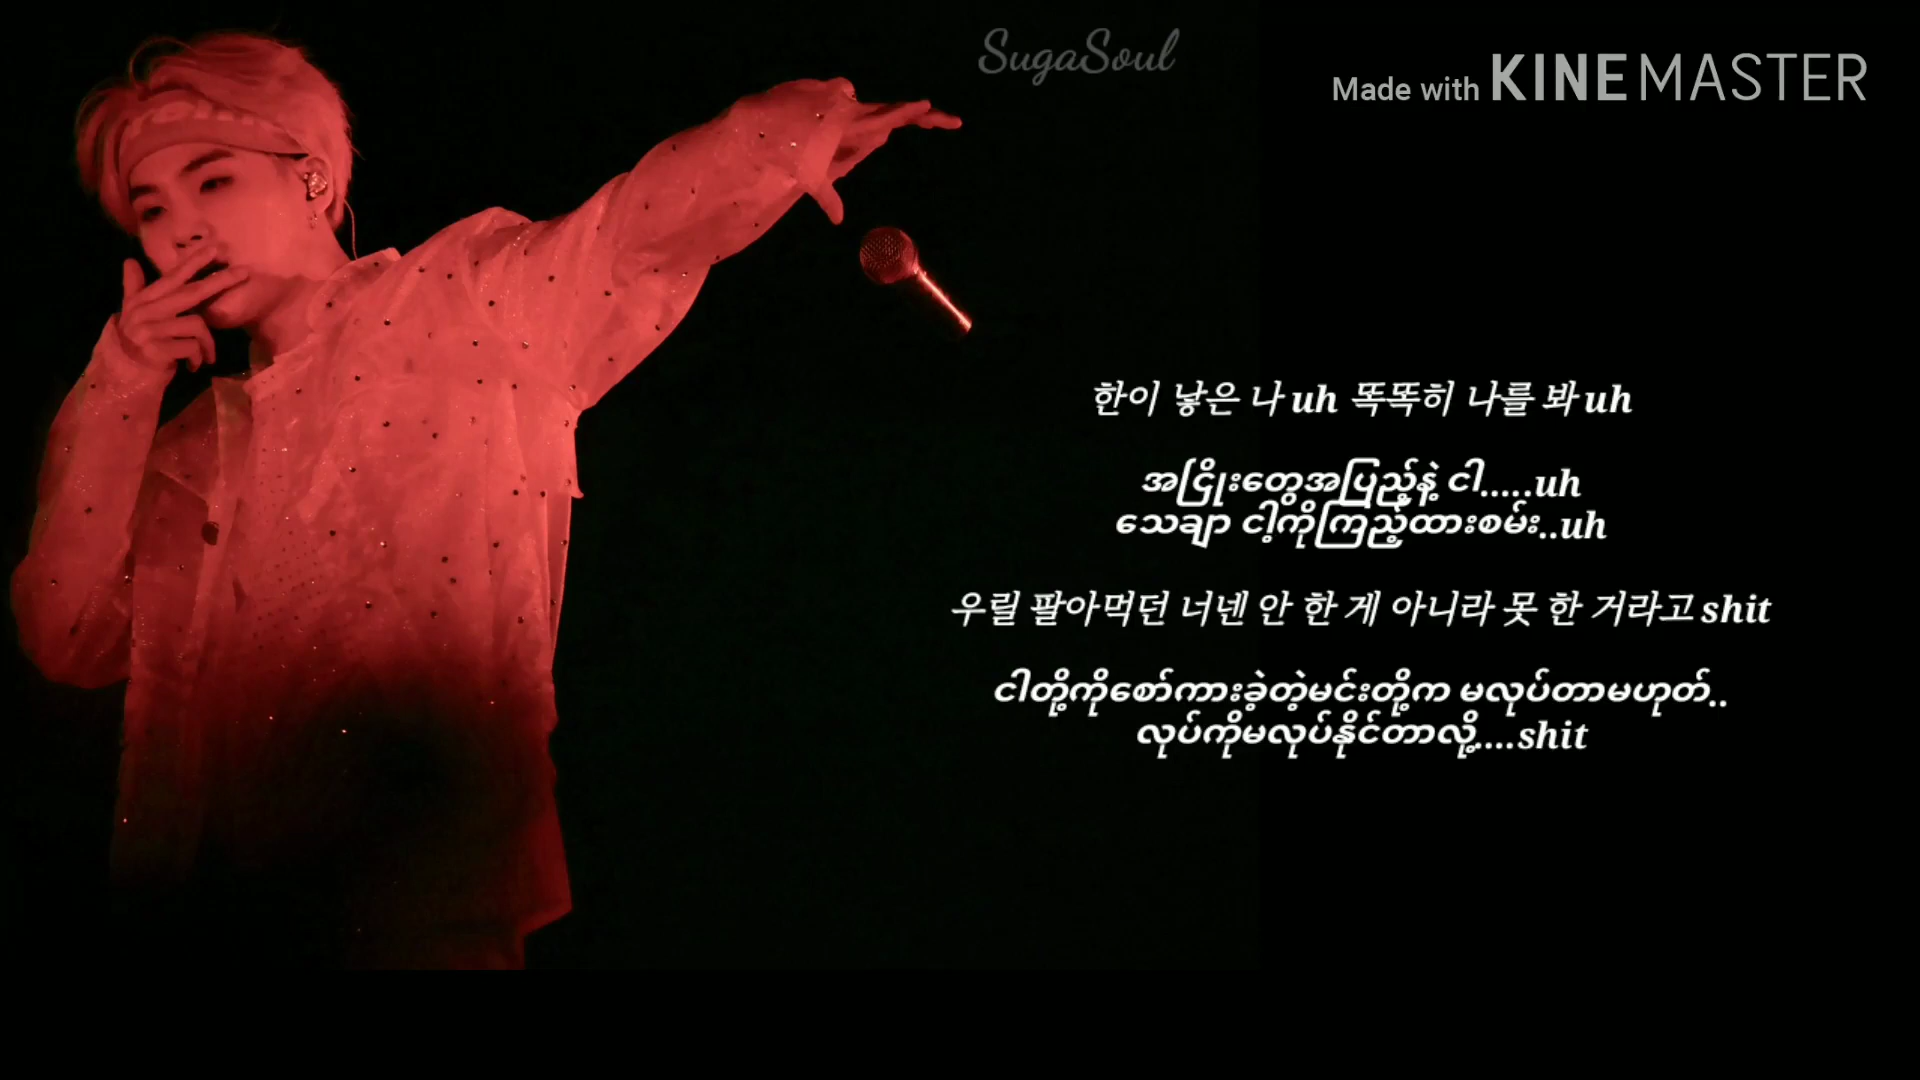 SugaSoul
Made with KINEMASTER
한이 낳은 나 uh 똑똑히 나를 봐 uh
အငြိုးတွေအပြည့်နဲ့ ငါ.....uh
သေချာ ငါ့ကိုကြည့်ထားစမ်း..uh
우릴 팔아먹던 너넨 안 한 게 아니라 못 한 거라고 shit
ငါတို့ကိုစော်ကားခဲ့တဲ့မင်းတို့က မလုပ်တာမဟုတ်..
လုပ်ကိုမလုပ်နိုင်တာလို့....shit